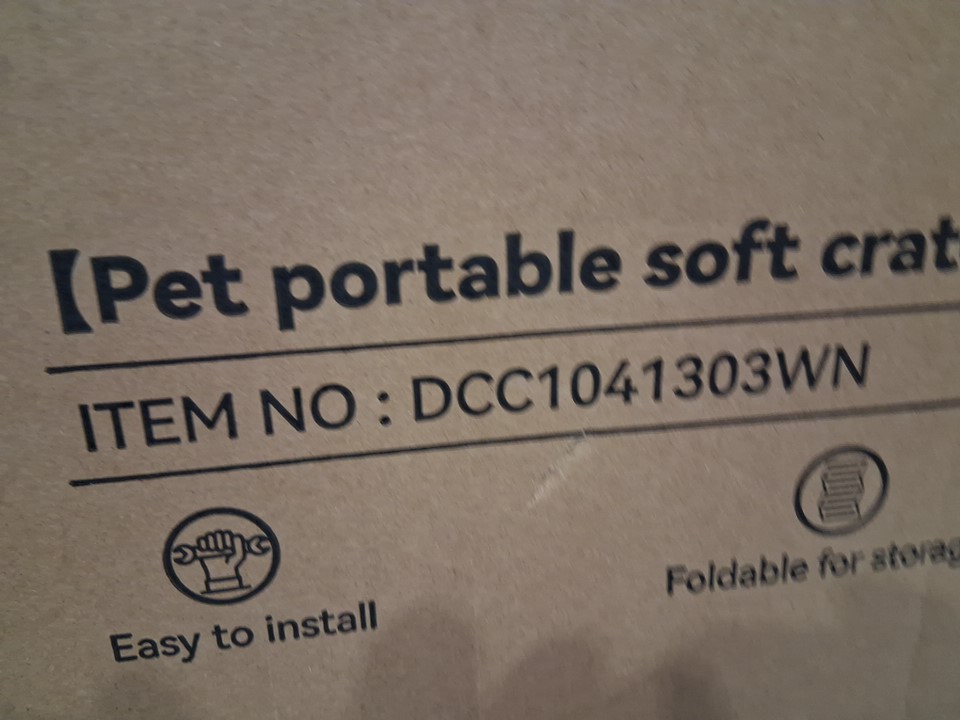 【Pet portable soft crat
ITEM NO : DCC1041303WN
Easy to install
Foldable for storag